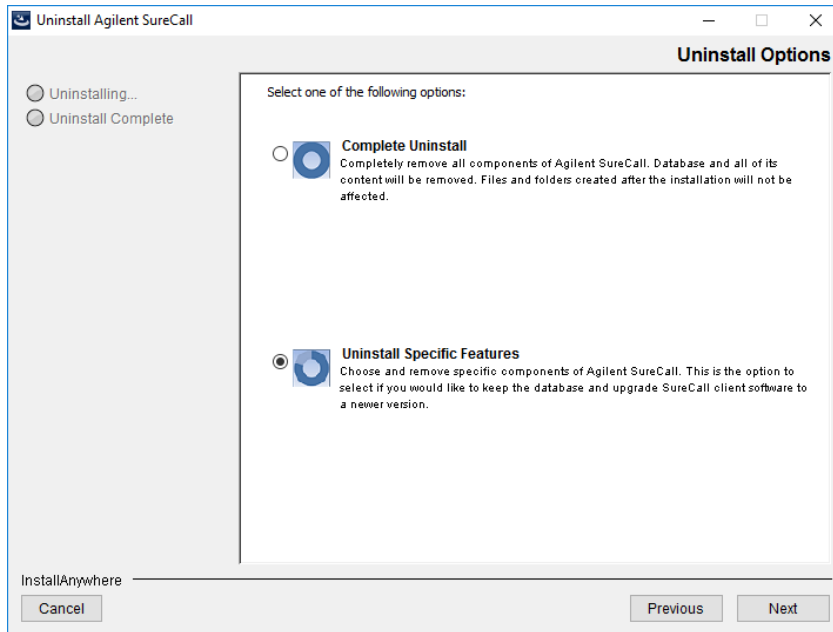 Uninstall Agilent SureCall
Uninstall Options
Uninstalling...
Uninstall Complete
Select one of the following options:
Complete Uninstall
Completely remove all components of Agilent SureCall. Database and all of its
content will be removed. Files and folders created after the installation will not be
affected.
Uninstall Specific Features
Choose and remove specific components of Agilent SureCall. This is the option to
select if you would like to keep the database and upgrade SureCall client software to
a newer version.
InstallAnywhere
Cancel
Previous
Next